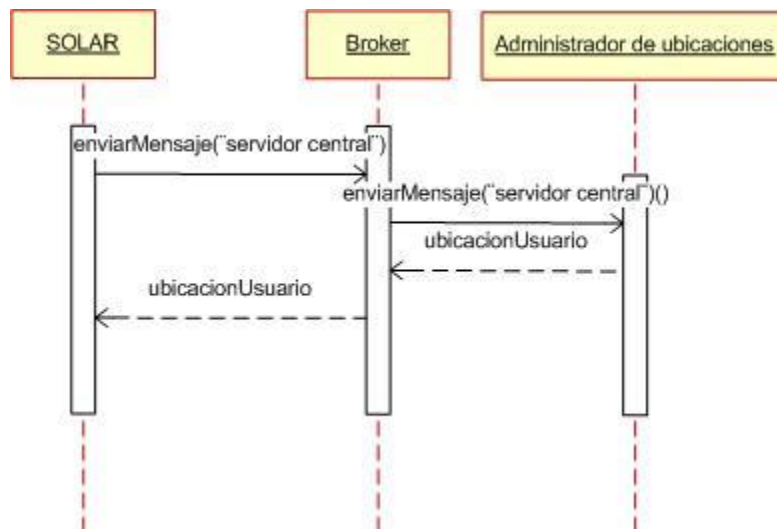 SOLAR
Broker
Administrador de ubicaciones
enviarMensaje(¨servidor central¨)
enviarMensaje(¨servidor central¨)()
ubicacionUsuario
ubicacionUsuario